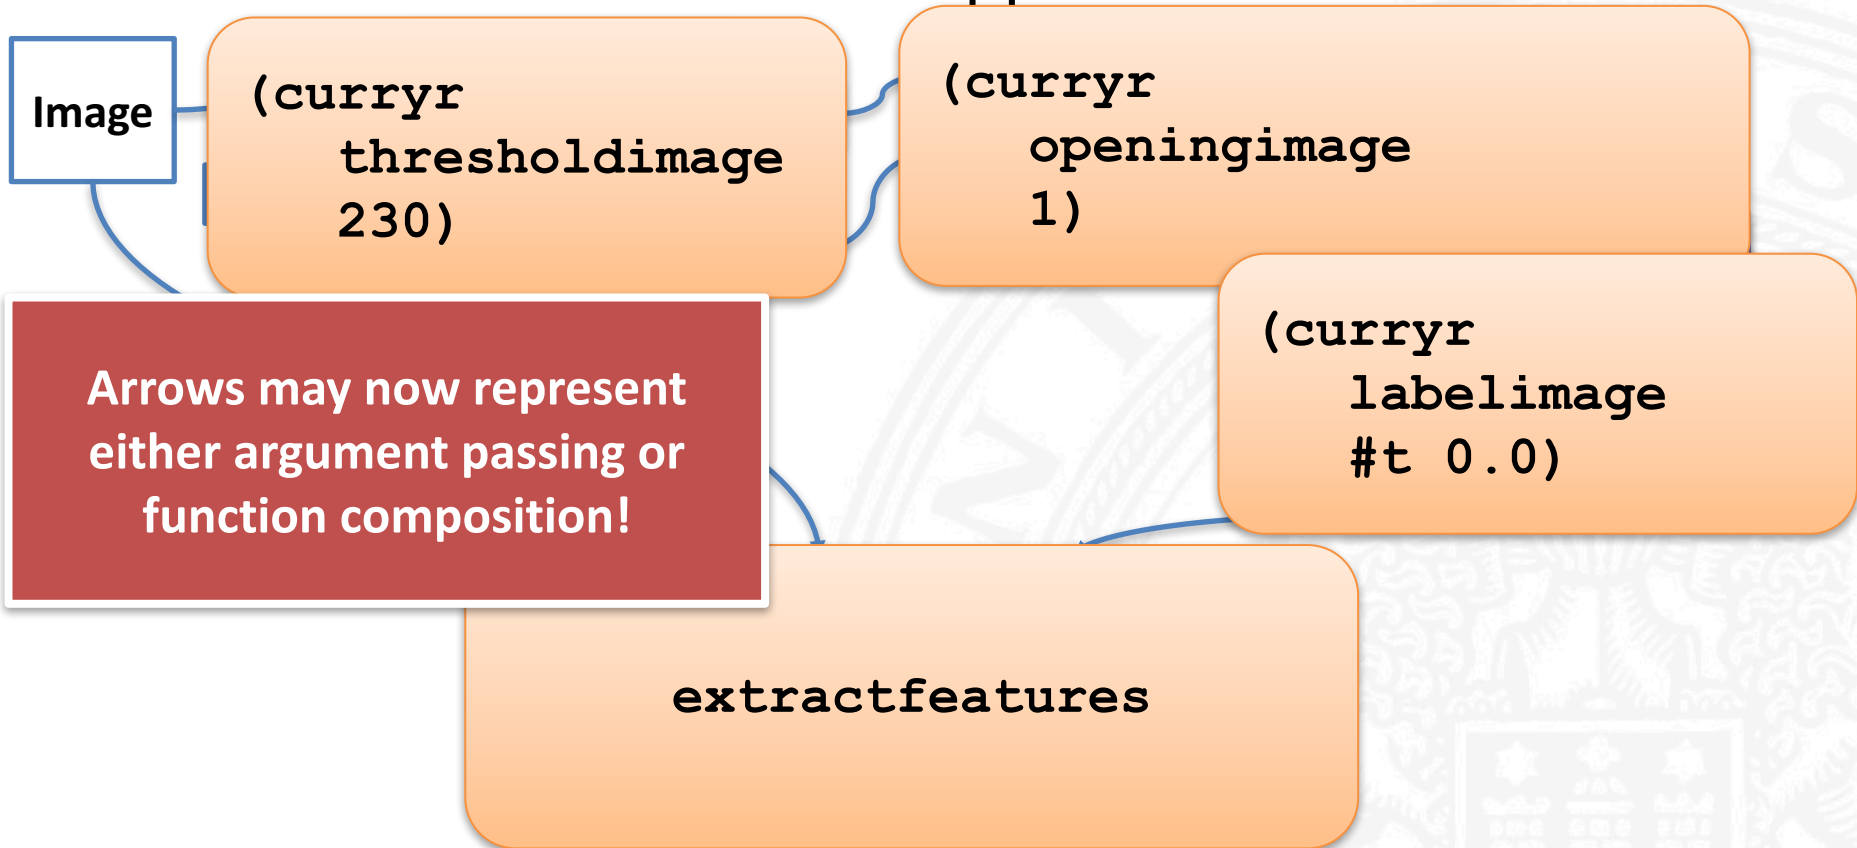 Image
(curryr
thresholdimage
230)
(curryr
openingimage
1)
(curryr
labelimage
#t 0.0)
Arrows may now represent
either argument passing or
function composition!
extractfeatures